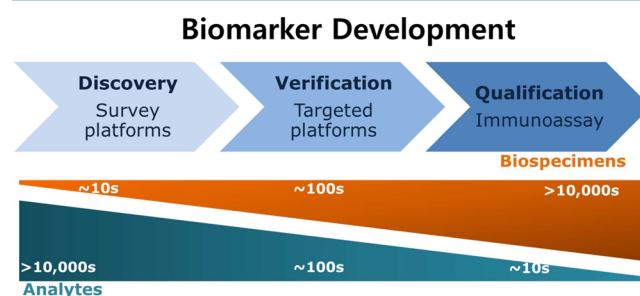 Biomarker Development
Discovery
Survey
platforms
Verification
Targeted
platforms
Qualification
Immunoassay
Biospecimens
~10s
~100s
>10,000s
>10,000s
~100s
~10s
Analytes